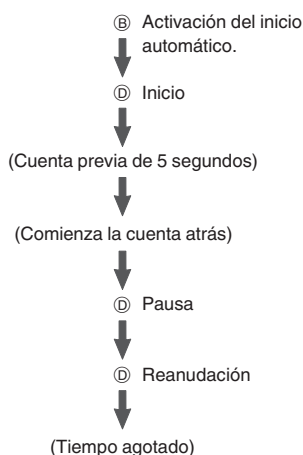 Ⓑ Activación del inicio
automático.
Ⓓ Inicio
(Cuenta previa de 5 segundos)
(Comienza la cuenta atrás)
Ⓓ Pausa
Ⓓ Reanudación
(Tiempo agotado)